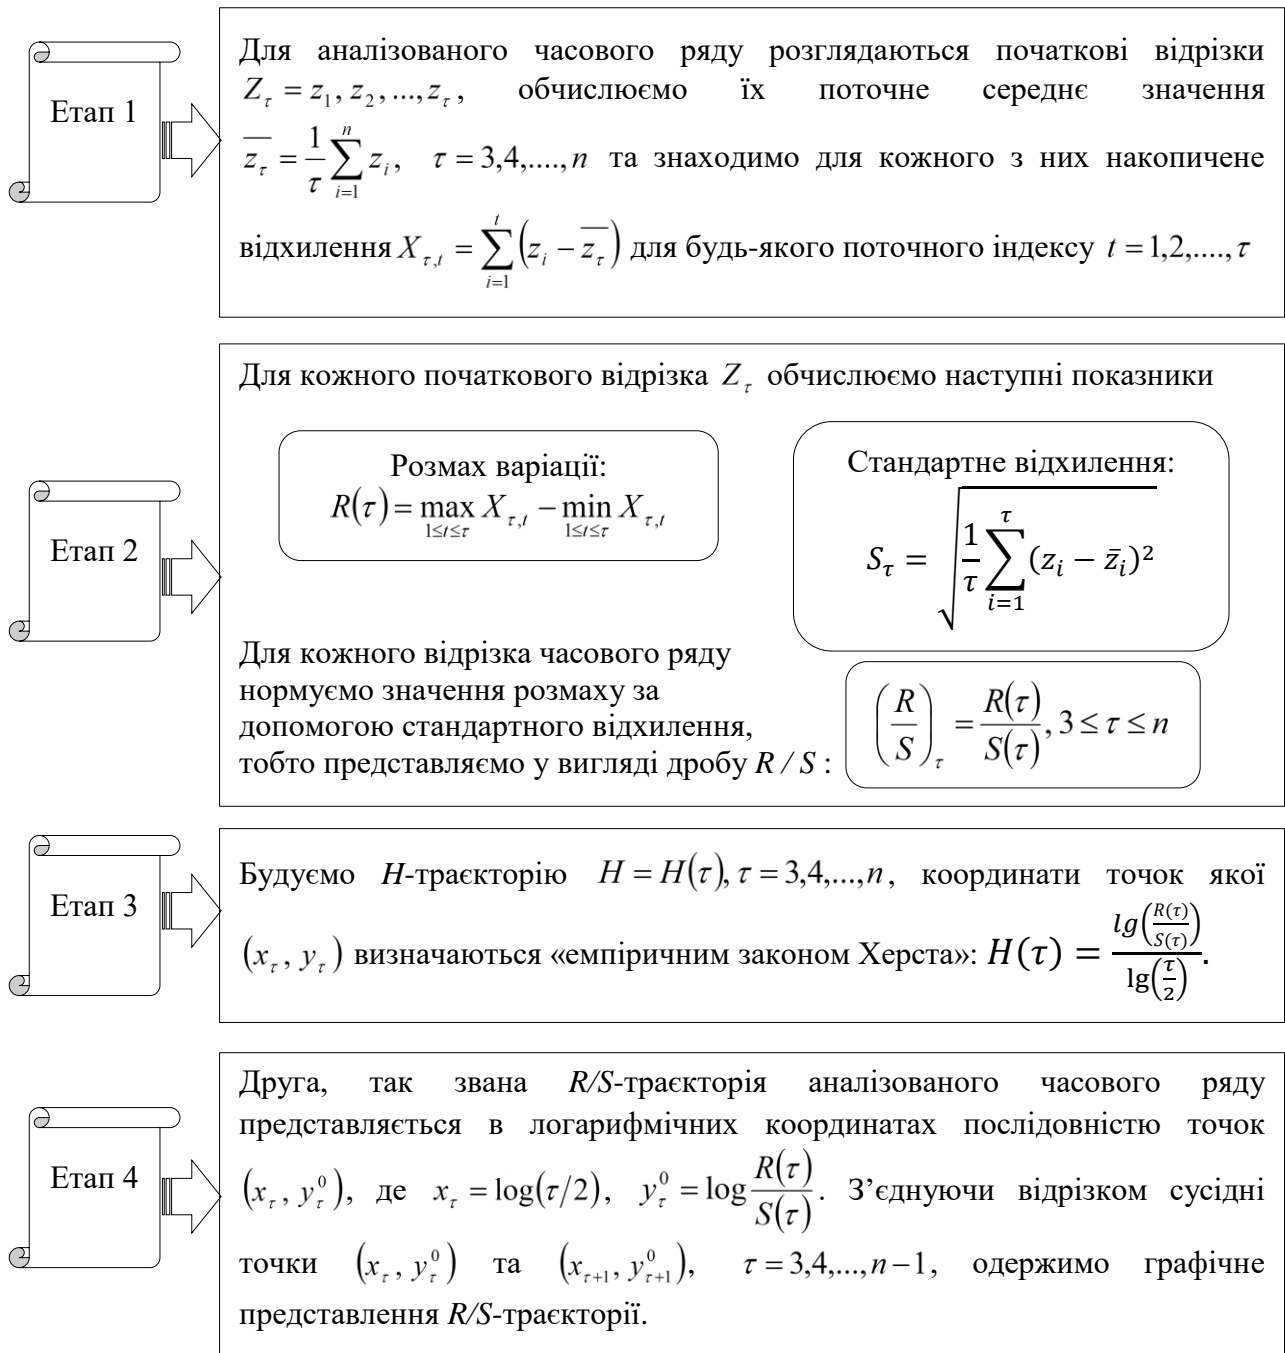 Етап 1
Для аналізованого часового ряду розглядаються початкові відрізки
Z_τ = z_1, z_2, ..., z_τ, обчислюємо їх поточне середнє значення
\overline{z_τ} = \frac{1}{τ} \sum_{i=1}^{n} z_i, τ = 3,4,...., n та знаходимо для кожного з них накопичене
відхилення X_{τ,t} = \sum_{i=1}^{t} (z_i − \overline{z_τ}) для будь-якого поточного індексу t = 1,2,...., τ
Етап 2
Для кожного початкового відрізка Z_τ обчислюємо наступні показники
Розмах варіації:
R(τ) = \max_{1≤t≤τ} X_{τ,t} − \min_{1≤t≤τ} X_{τ,t}
Стандартне відхилення:
S_τ = \sqrt{\frac{1}{τ} \sum_{i=1}^{τ} (z_i − \bar{z}_i)^2}
Для кожного відрізка часового ряду
нормуємо значення розмаху за
допомогою стандартного відхилення,
тобто представляємо у вигляді дробу R / S :
(\frac{R}{S})_τ = \frac{R(τ)}{S(τ)}, 3 ≤ τ ≤ n
Етап 3
Будуємо H-траєкторію H = H(τ), τ = 3,4,..., n, координати точок якої
(x_τ, y_τ) визначаються «емпіричним законом Херста»: H(τ) = \frac{lg(\frac{R(τ)}{S(τ)})}{lg(\frac{τ}{2})}.
Етап 4
Друга, так звана R/S-траєкторія аналізованого часового ряду
представляється в логарифмічних координатах послідовністю точок
(x_τ, y_τ^0), де x_τ = log(τ/2), y_τ^0 = log \frac{R(τ)}{S(τ)}. З’єднуючи відрізком сусідні
точки (x_τ, y_τ^0) та (x_{τ+1}, y_{τ+1}^0), τ = 3,4,..., n − 1, одержимо графічне
представлення R/S-траєкторії.